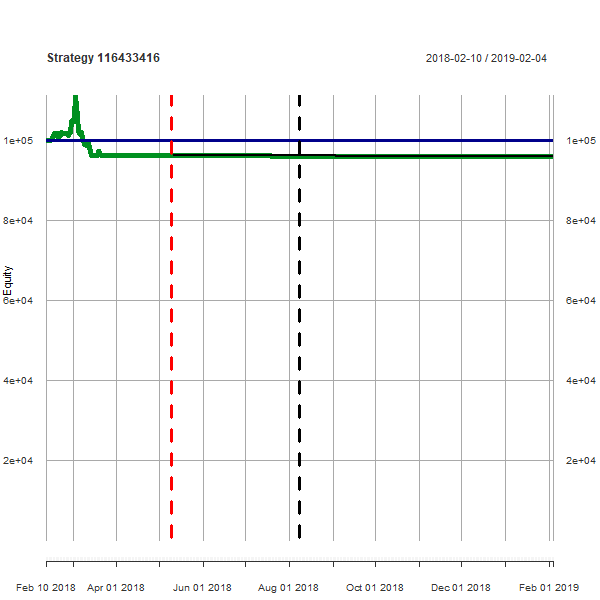 Strategy 116433416
2018-02-10 / 2019-02-04
1e+05
1e+05
8e+04
8e+04
6e+04
6e+04
Equity
4e+04
4e+04
2e+04
2e+04
Feb 10 2018
Apr 01 2018
Jun 01 2018
Aug 01 2018
Oct 01 2018
Dec 01 2018
Feb 01 2019